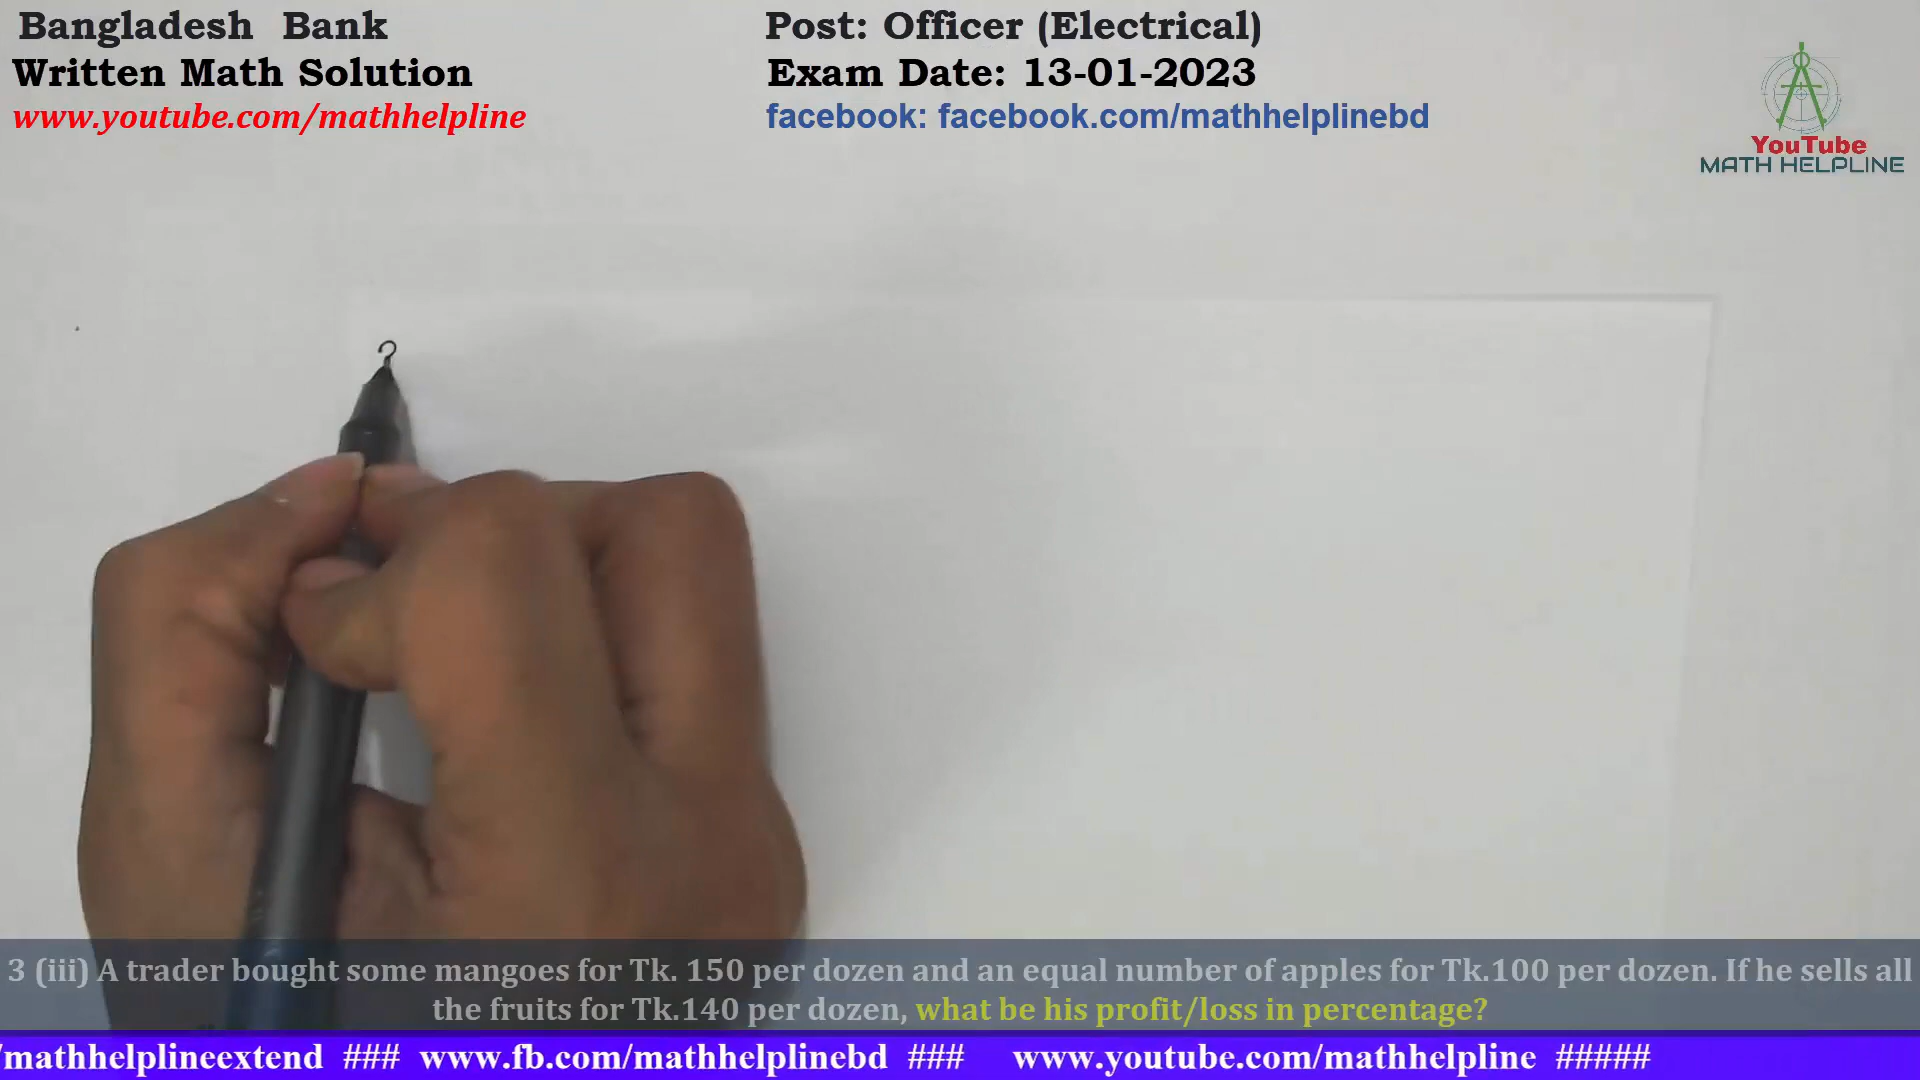 Bangladesh Bank
Written Math Solution
www.youtube.com/mathhelpline
Post: Officer (Electrical)
Exam Date: 13-01-2023
facebook: facebook.com/mathhelplinebd
YouTube
MATH HELPLINE
3 (iii) A trader bought some mangoes for Tk. 150 per dozen and an equal number of apples for Tk.100 per dozen. If he sells all
the fruits for Tk.140 per dozen, what be his profit/loss in percentage?
/mathhelplineextend ### www.fb.com/mathhelplinebd ### www.youtube.com/mathhelpline #####